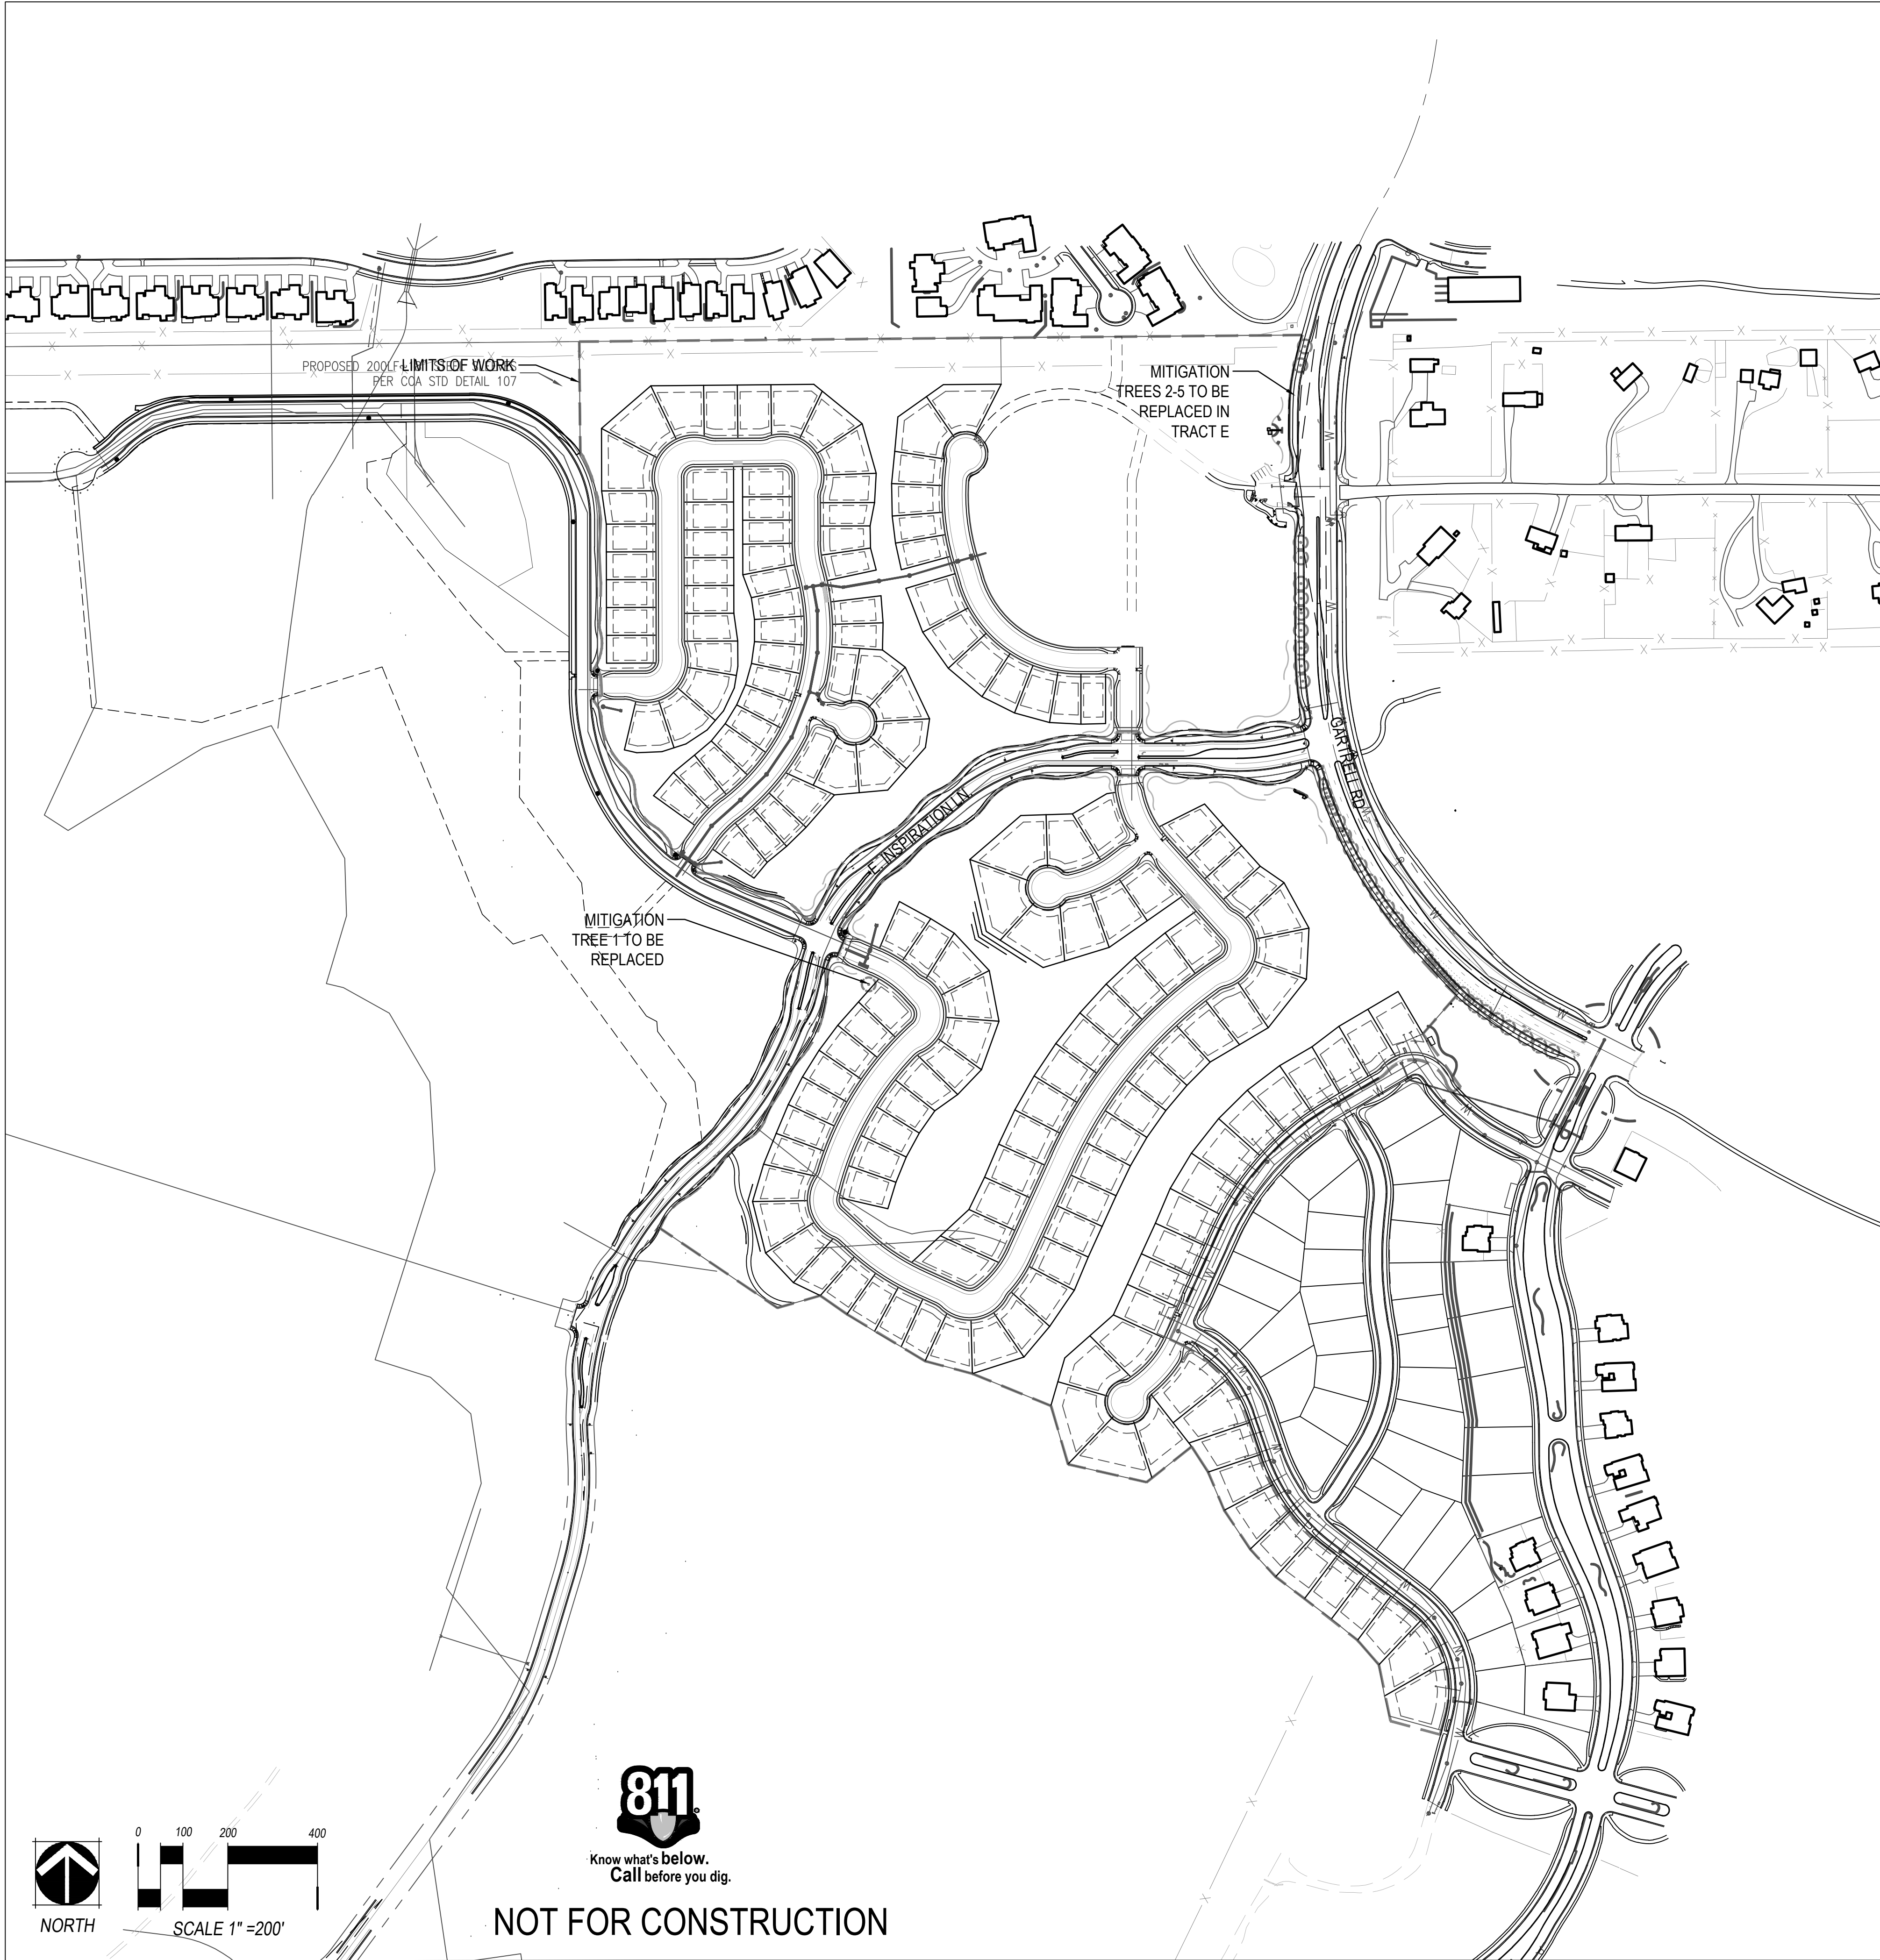 PROPOSED 200LF
LIMITS OF WORK
PER COA STD DETAIL 107
MITIGATION
TREES 2-5 TO BE
REPLACED IN
TRACT E
GARTRELL RD
E. INSPIRATION LN
MITIGATION
TREE 1 TO BE
REPLACED
811
Know what's below.
Call before you dig.
0 100 200 400
NORTH
SCALE 1" =200'
NOT FOR CONSTRUCTION